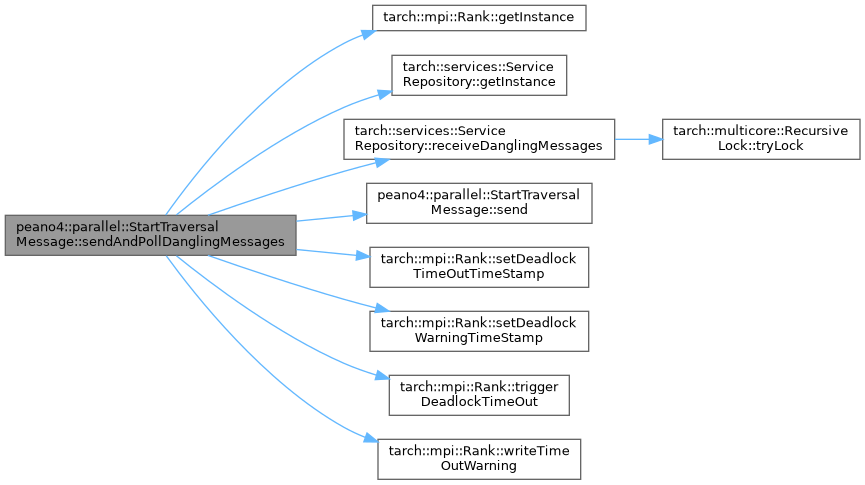 tarch::mpi::Rank::getInstance
tarch::services::Service
Repository::getInstance
tarch::services::Service
Repository::receiveDanglingMessages
tarch::multicore::Recursive
Lock::tryLock
peano4::parallel::StartTraversal
Message::send
peano4::parallel::StartTraversal
Message::sendAndPollDanglingMessages
tarch::mpi::Rank::setDeadlock
TimeOutTimeStamp
tarch::mpi::Rank::setDeadlock
WarningTimeStamp
tarch::mpi::Rank::trigger
DeadlockTimeOut
tarch::mpi::Rank::writeTime
OutWarning